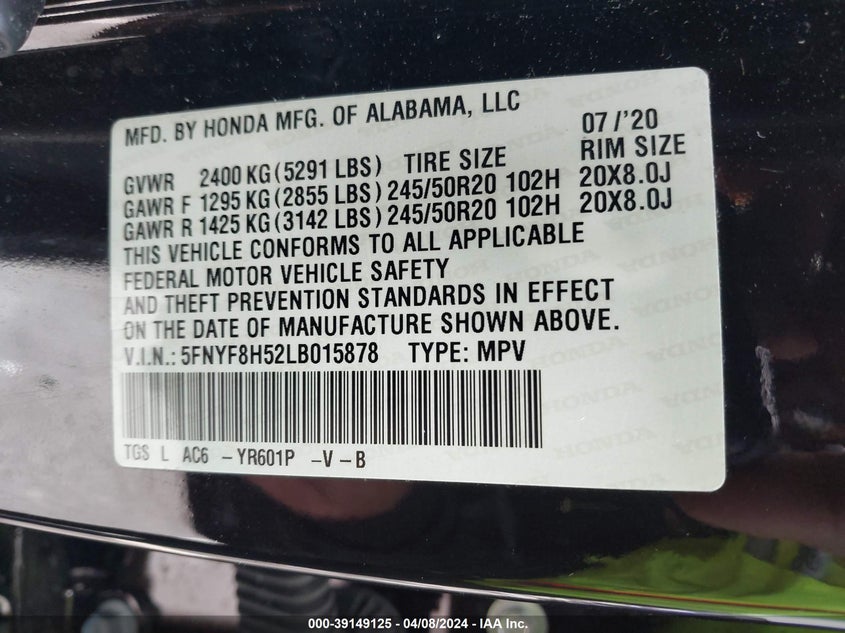 MFD. BY HONDA MFG. OF ALABAMA, LLC 07/'20
GVWR 2400 KG (5291 LBS) TIRE SIZE RIM SIZE
GAWR F 1295 KG (2855 LBS) 245/50R20 102H 20X8.0J
GAWR R 1425 KG (3142 LBS) 245/50R20 102H 20X8.0J
THIS VEHICLE CONFORMS TO ALL APPLICABLE
FEDERAL MOTOR VEHICLE SAFETY
AND THEFT PREVENTION STANDARDS IN EFFECT
ON THE DATE OF MANUFACTURE SHOWN ABOVE.
V.I.N.: 5FNYF8H52LB015878 TYPE: MPV
TGS L AC6 - YR601P - V - B
000-39149125 - 04/08/2024 - IAA Inc.